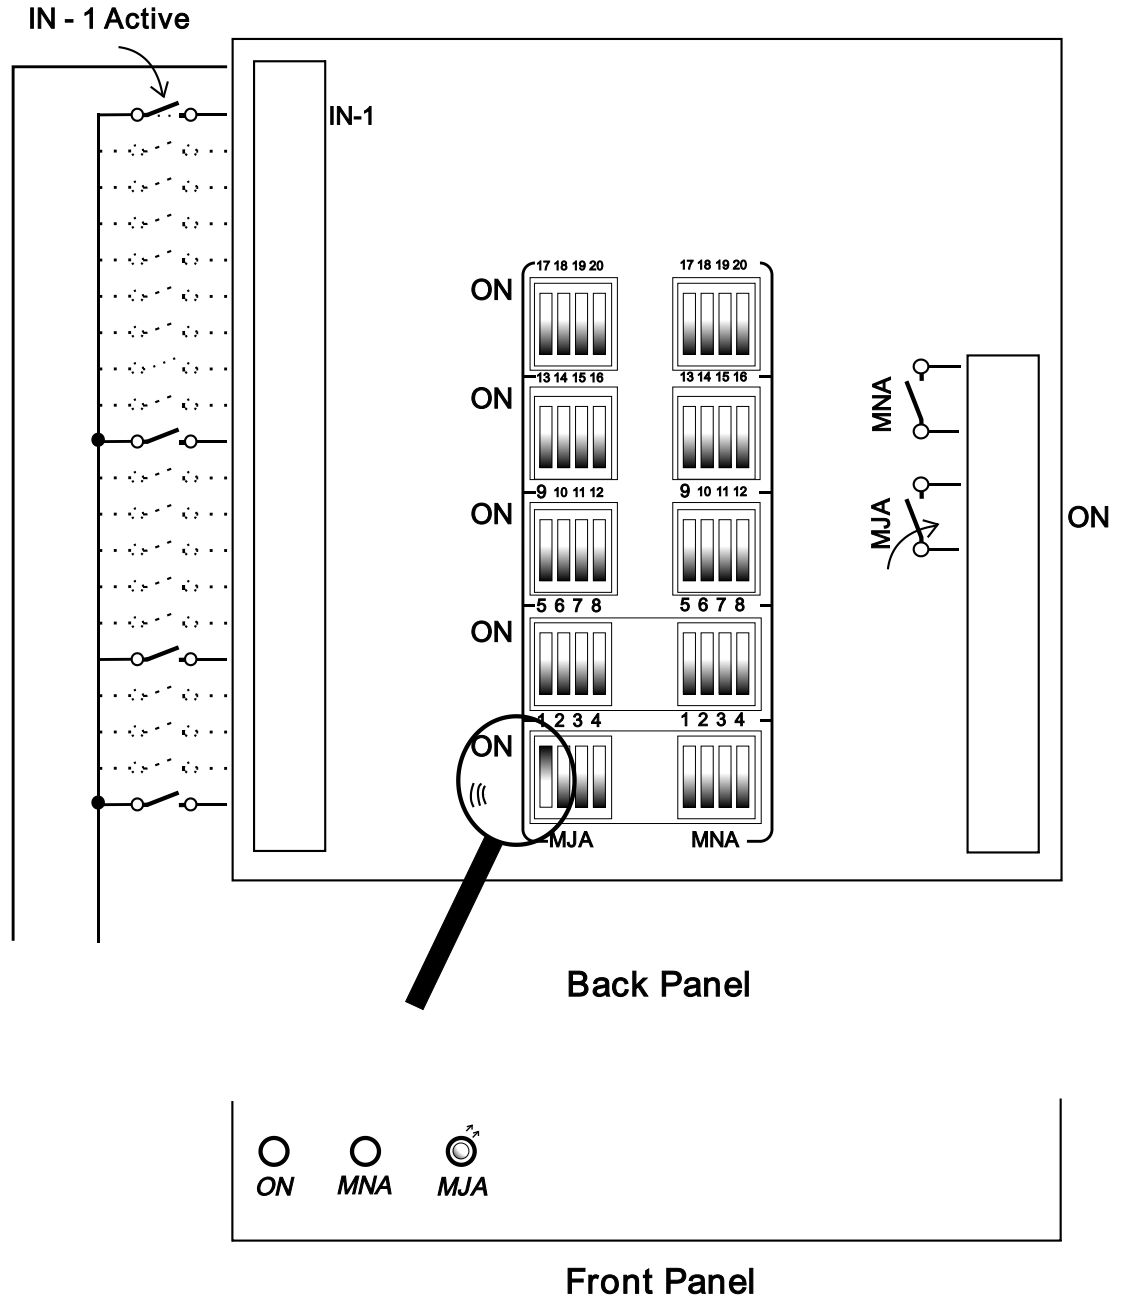 IN - 1 Active
IN-1
17 18 19 20 17 18 19 20
ON
13 14 15 16 13 14 15 16
ON
MNA
9 10 11 12 9 10 11 12
ON
MJA
ON
5 6 7 8 5 6 7 8
ON
1 2 3 4 1 2 3 4
ON
MJA MNA
Back Panel
ON MNA MJA
Front Panel